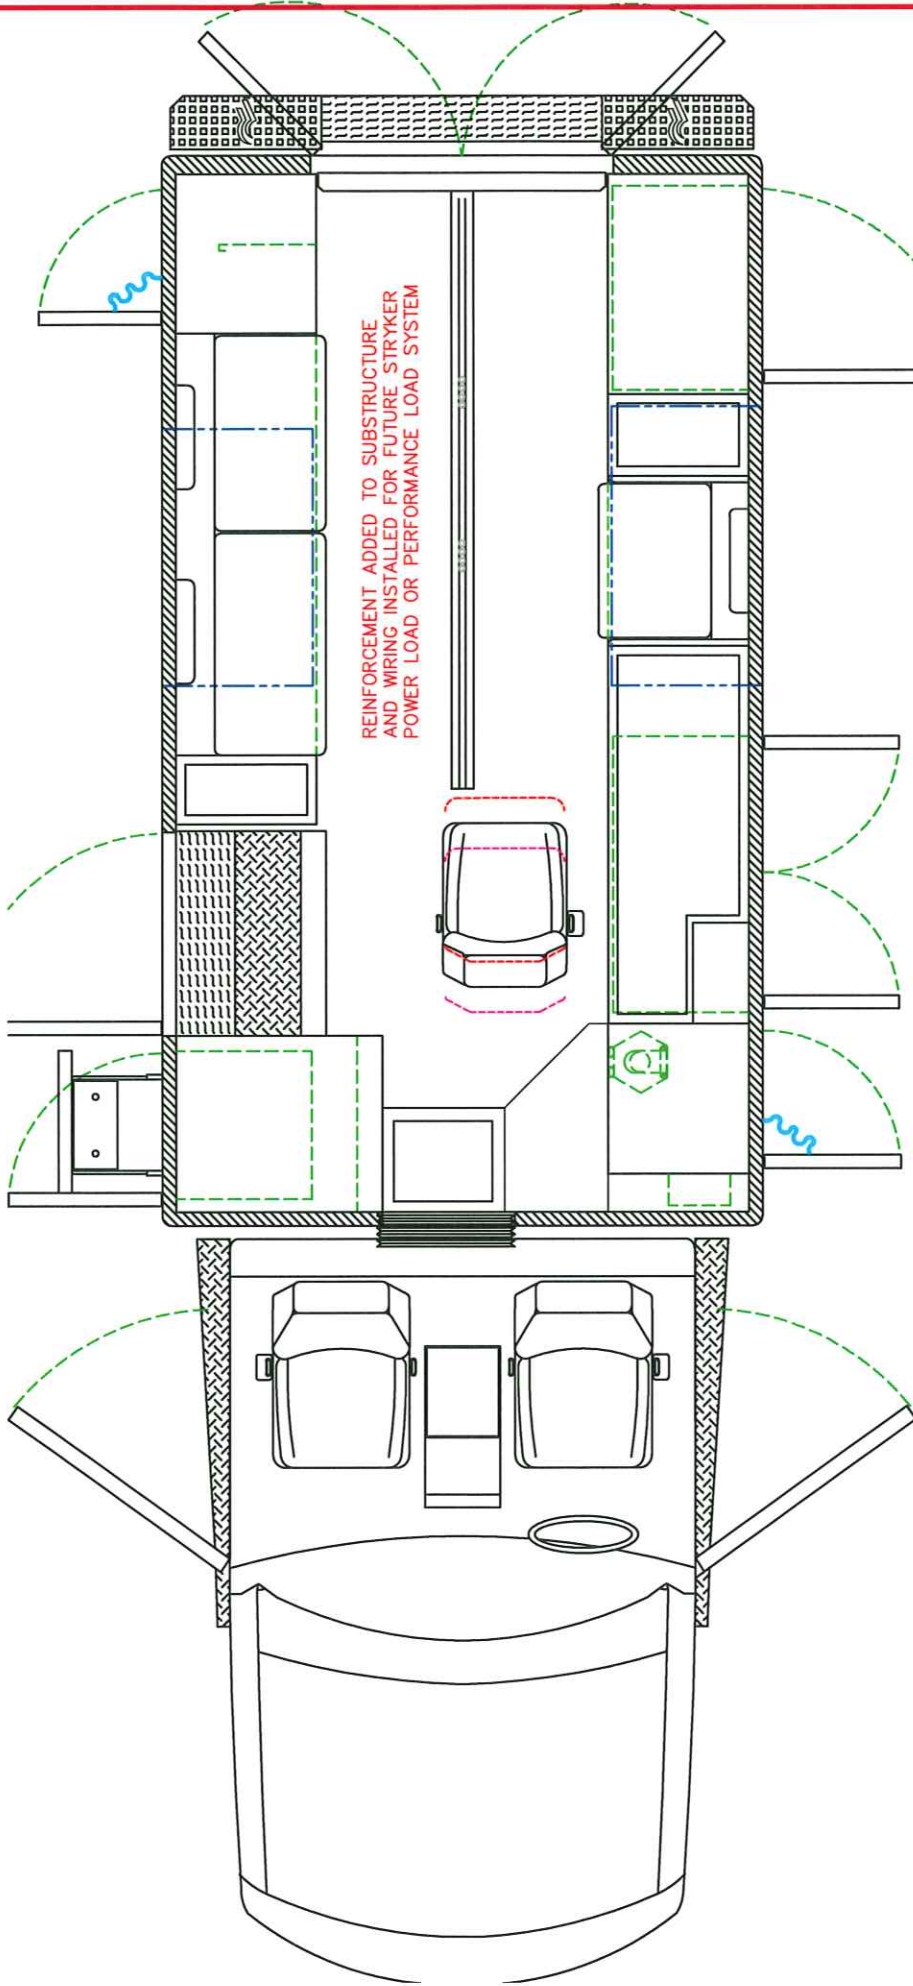 REINFORCEMENT ADDED TO SUBSTRUCTURE
AND WIRING INSTALLED FOR FUTURE STRYKER
POWER LOAD OR PERFORMANCE LOAD SYSTEM